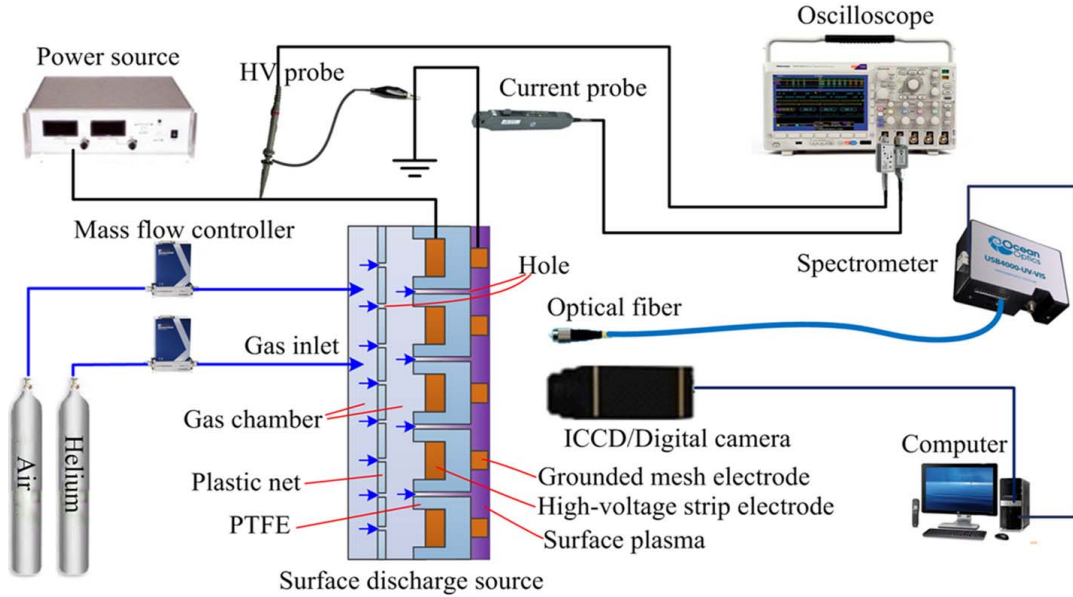 Oscilloscope
Power source
HV probe
Current probe
Mass flow controller
Hole
Spectrometer
Ocean
Optics
USB4000-UV-VIS
Optical fiber
Gas inlet
Gas chamber
ICCD/Digital camera
Computer
Air
Helium
Plastic net
Grounded mesh electrode
High-voltage strip electrode
PTFE
Surface plasma
Surface discharge source